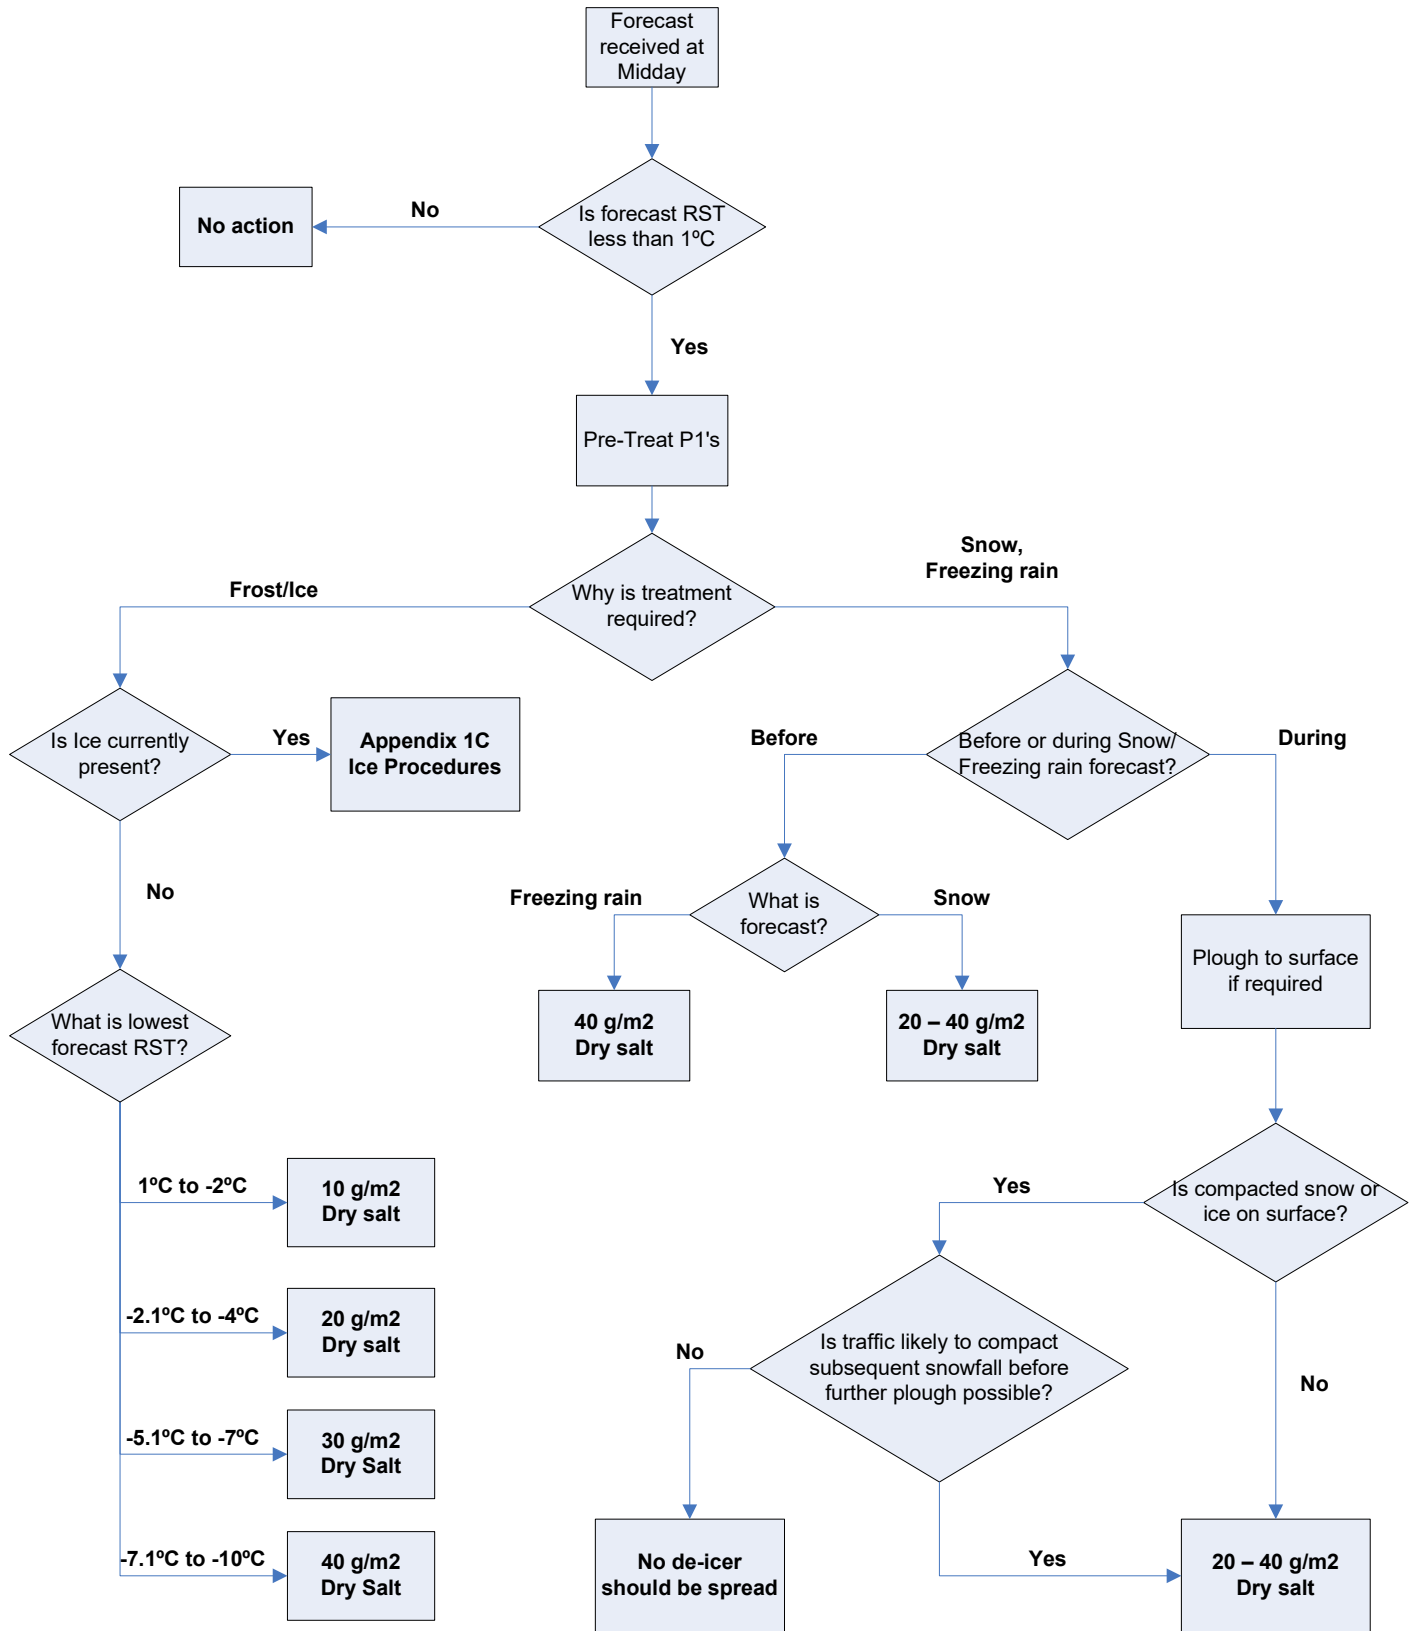 Forecast
received at
Midday
No
No action
Is forecast RST
less than 1ºC
Yes
Pre-Treat P1's
Snow,
Freezing rain
Frost/Ice
Why is treatment
required?
Is Ice currently
present?
Yes
Appendix 1C
Ice Procedures
Before
Before or during Snow/
Freezing rain forecast?
During
No
Freezing rain
What is
forecast?
Snow
Plough to surface
if required
40 g/m2
Dry salt
20 – 40 g/m2
Dry salt
What is lowest
forecast RST?
1ºC to -2ºC
10 g/m2
Dry salt
Yes
Is compacted snow or
ice on surface?
-2.1ºC to -4ºC
20 g/m2
Dry salt
No
Is traffic likely to compact
subsequent snowfall before
further plough possible?
No
-5.1ºC to -7ºC
30 g/m2
Dry Salt
-7.1ºC to -10ºC
40 g/m2
Dry Salt
No de-icer
should be spread
Yes
20 – 40 g/m2
Dry salt